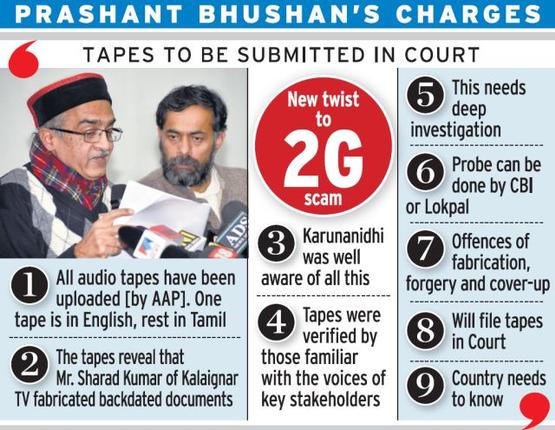 PRASHANT BHUSHAN'S CHARGES
TAPES TO BE SUBMITTED IN COURT
1 All audio tapes have been
uploaded [by AAP]. One
tape is in English, rest in Tamil
2 The tapes reveal that
Mr. Sharad Kumar of Kalaignar
TV fabricated backdated documents
New twist
to
2G
scam
3 Karunanidhi
was well
aware of all this
4 Tapes were
verified by
those familiar
with the voices of
key stakeholders
5 This needs
deep
investigation
6 Probe can be
done by CBI
or Lokpal
7 Offences of
fabrication,
forgery and cover-up
8 Will file tapes
in Court
9 Country needs
to know